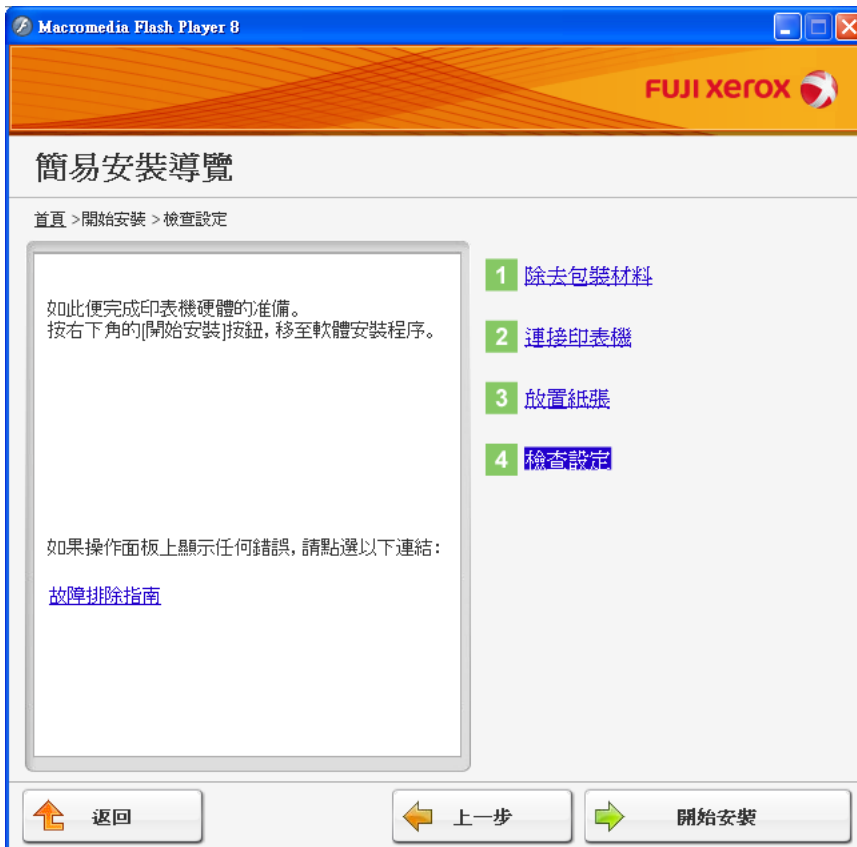 Macromedia Flash Player 8
FUJI xerox
簡易安裝導覽
首頁 >開始安裝 >檢查設定
如此便完成印表機硬體的准備。
按右下角的[開始安裝]按鈕, 移至軟體安裝程序。
如果操作面板上顯示任何錯誤, 請點選以下連結:
故障排除指南
1 除去包裝材料
2 連接印表機
3 放置紙張
4 檢查設定
返回
上一步
開始安裝